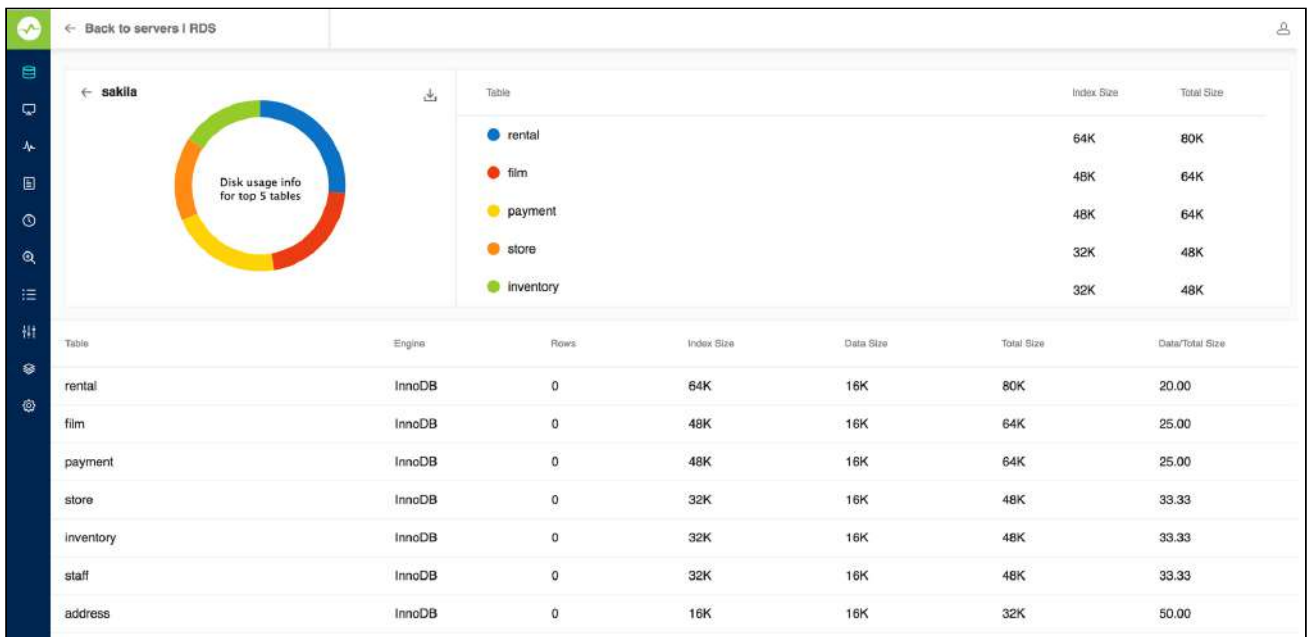 ← Back to servers | RDS
← sakila
Disk usage info
for top 5 tables
Table Index Size Total Size
rental 64K 80K
film 48K 64K
payment 48K 64K
store 32K 48K
inventory 32K 48K
Table Engine Rows Index Size Data Size Total Size Data/Total Size
rental InnoDB 0 64K 16K 80K 20.00
film InnoDB 0 48K 16K 64K 25.00
payment InnoDB 0 48K 16K 64K 25.00
store InnoDB 0 32K 16K 48K 33.33
inventory InnoDB 0 32K 16K 48K 33.33
staff InnoDB 0 32K 16K 48K 33.33
address InnoDB 0 16K 16K 32K 50.00